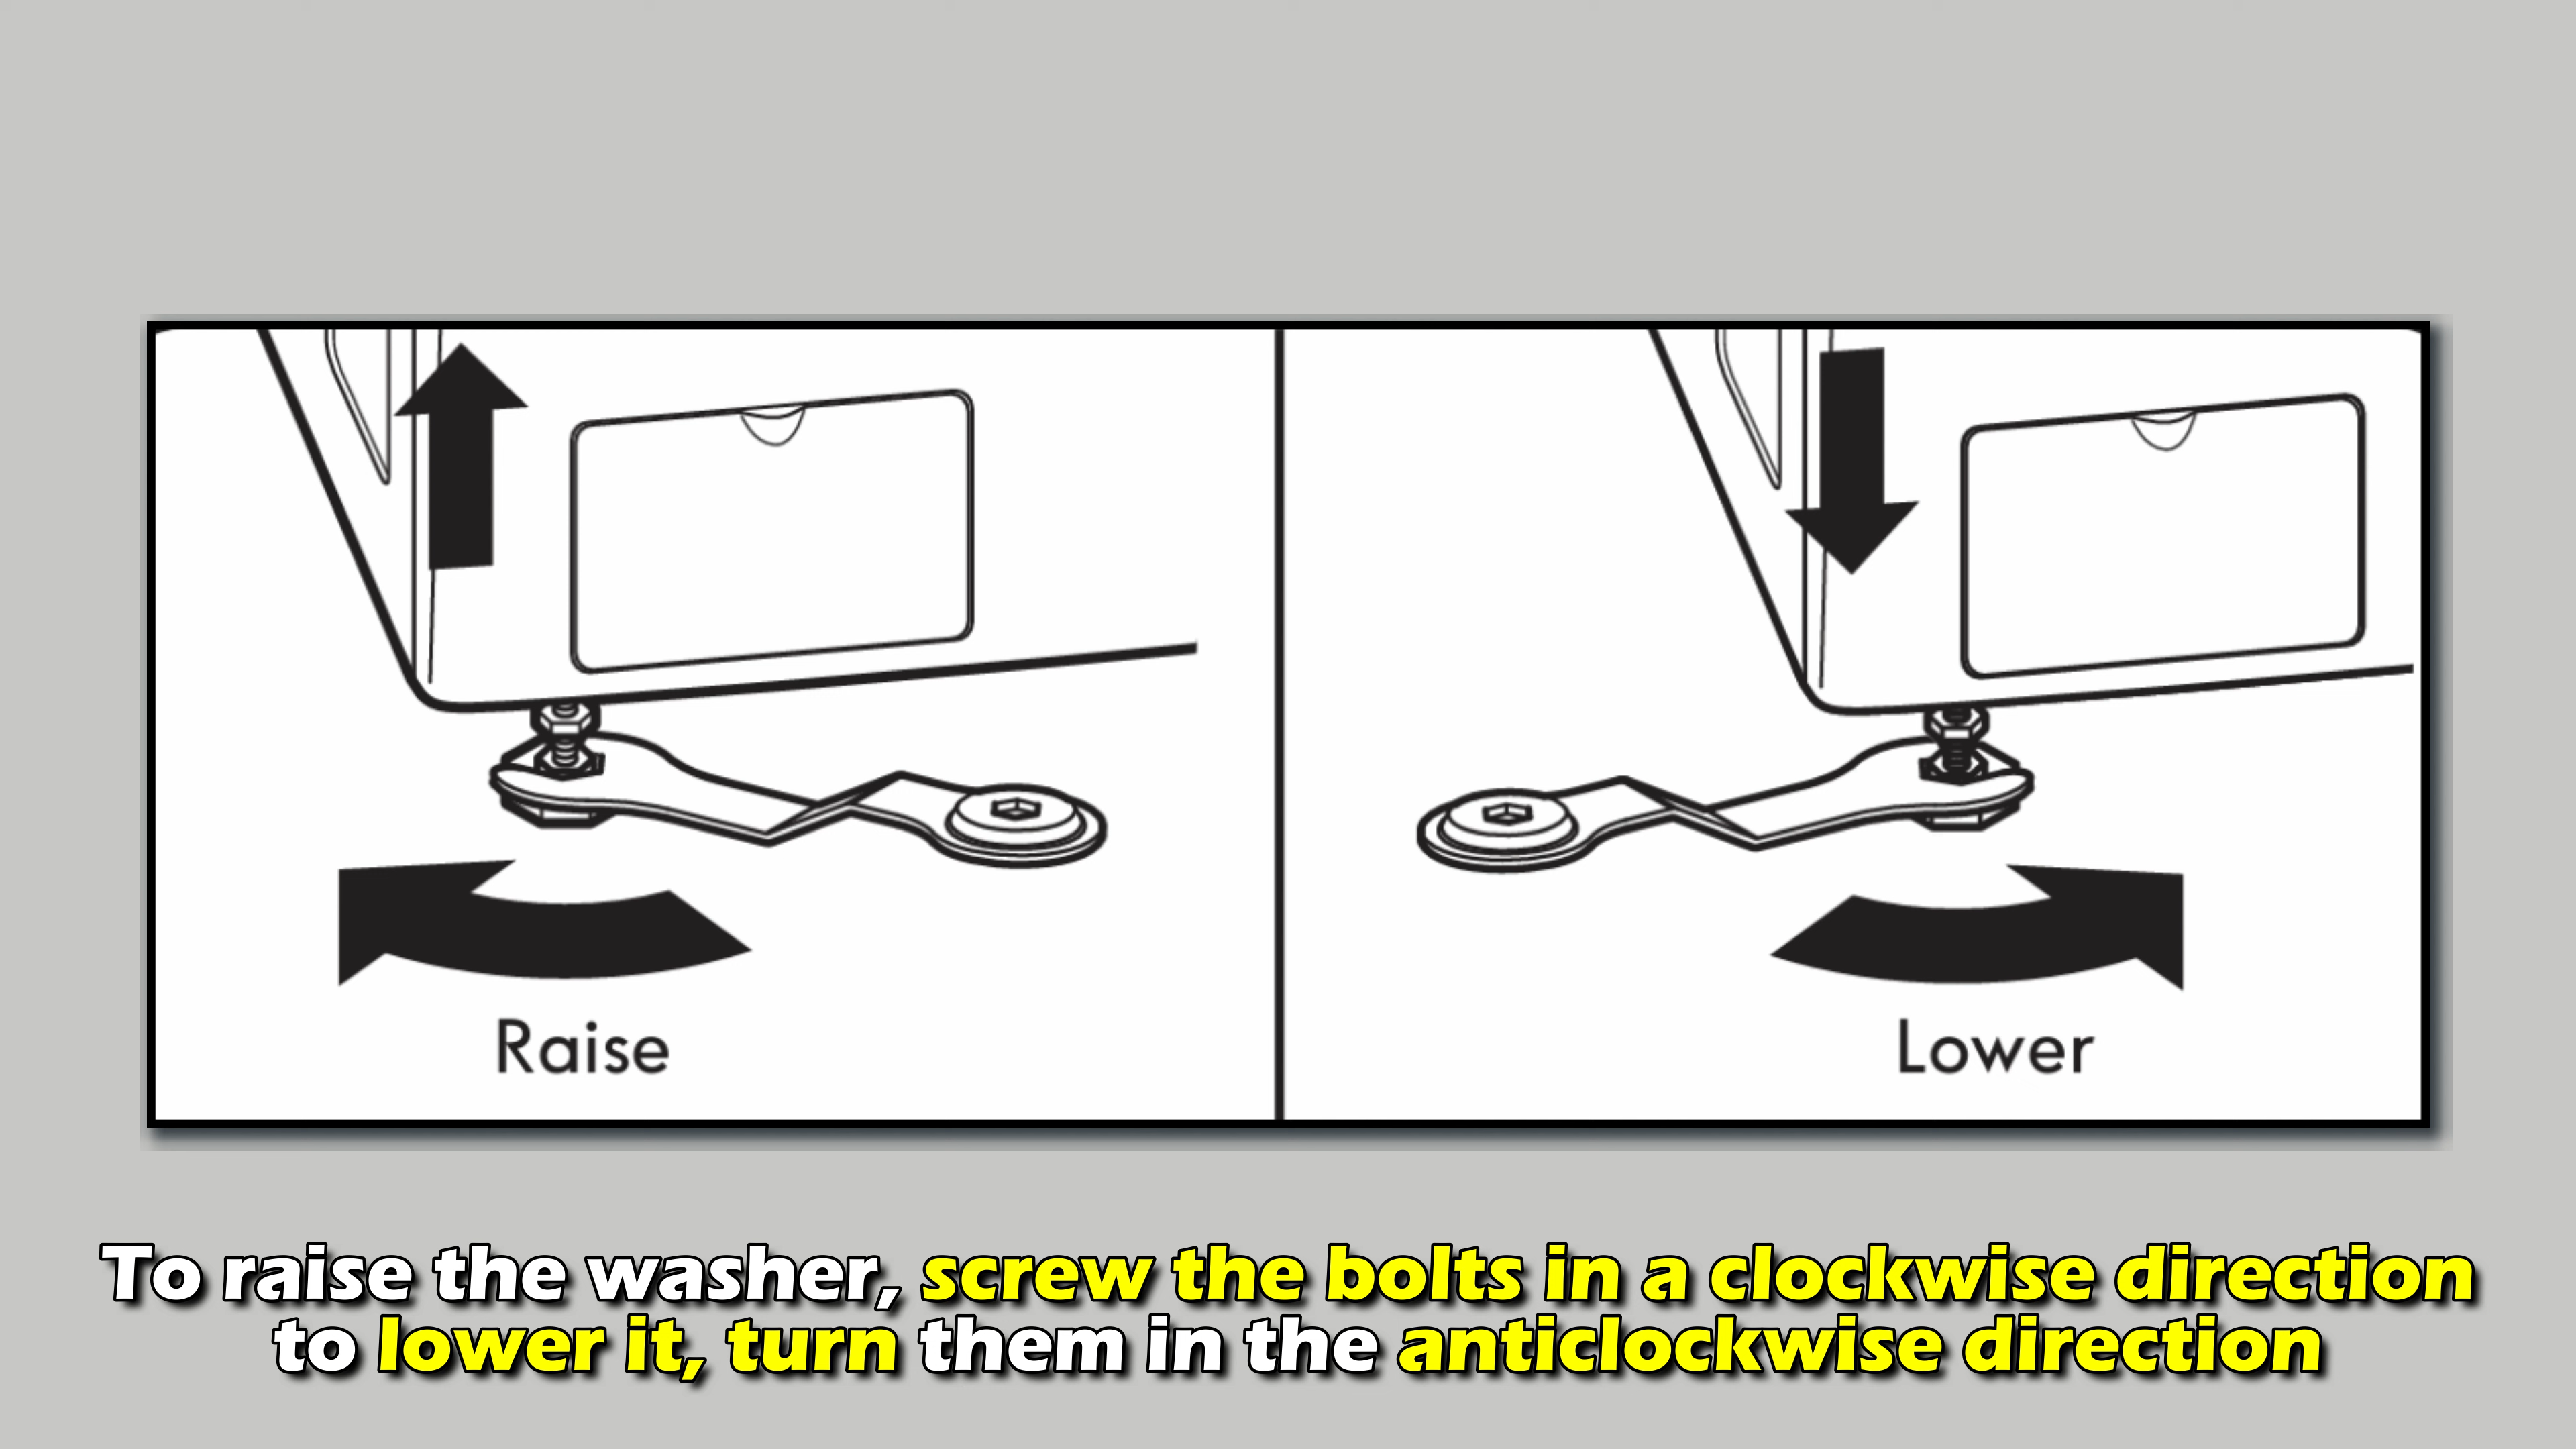 Raise
Lower
To raise the washer, screw the bolts in a clockwise direction
to lower it, turn them in the anticlockwise direction